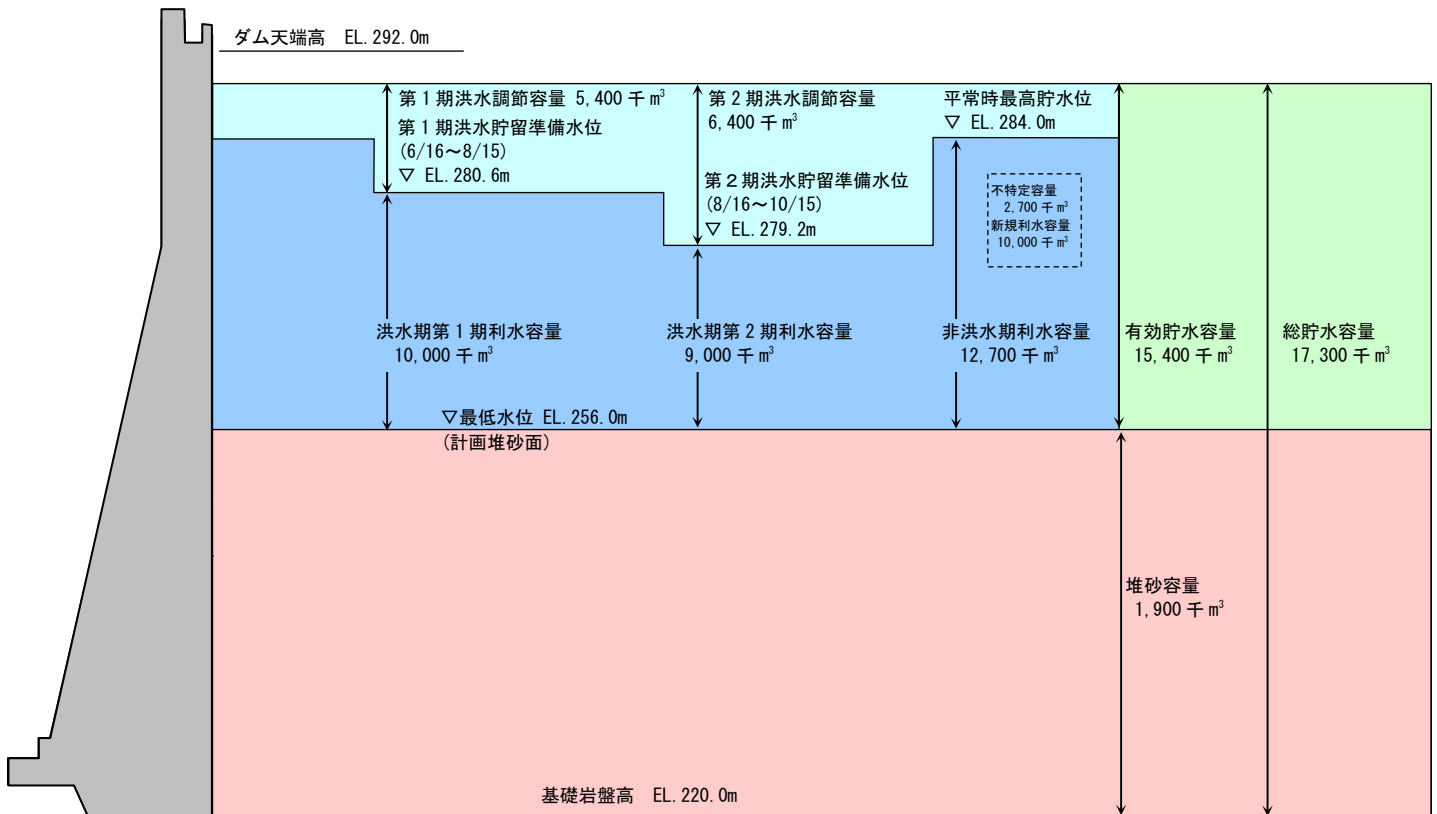 ダム天端高 EL.292.0m
第1期洪水調節容量 5,400千m³
第1期洪水貯留準備水位
(6/16～8/15)
▽ EL.280.6m
第2期洪水調節容量
6,400千m³
第2期洪水貯留準備水位
(8/16～10/15)
▽ EL.279.2m
平常時最高貯水位
▽ EL.284.0m
不特定容量
2,700千m³
新規利水容量
10,000千m³
洪水期第1期利水容量
10,000千m³
洪水期第2期利水容量
9,000千m³
非洪水期利水容量
12,700千m³
有効貯水容量
15,400千m³
総貯水容量
17,300千m³
▽最低水位 EL.256.0m
(計画堆砂面)
堆砂容量
1,900千m³
基礎岩盤高 EL.220.0m